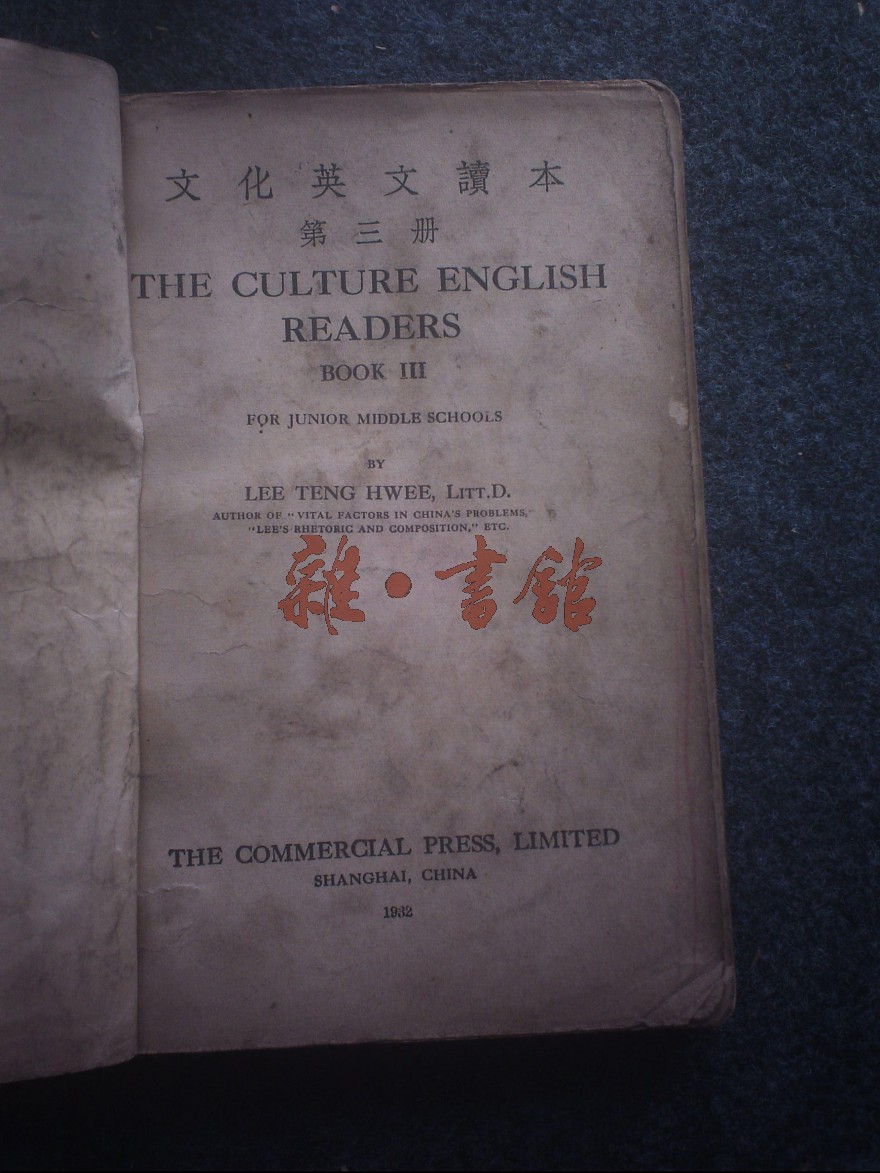 文化英文讀本
第三册
THE CULTURE ENGLISH
READERS
BOOK III
FOR JUNIOR MIDDLE SCHOOLS
BY
LEE TENG HWEE, LITT.D.
AUTHOR OF "VITAL FACTORS IN CHINA'S PROBLEMS,"
"LEE'S RHETORIC AND COMPOSITION," ETC.
雜·書館
THE COMMERCIAL PRESS, LIMITED
SHANGHAI, CHINA
1932